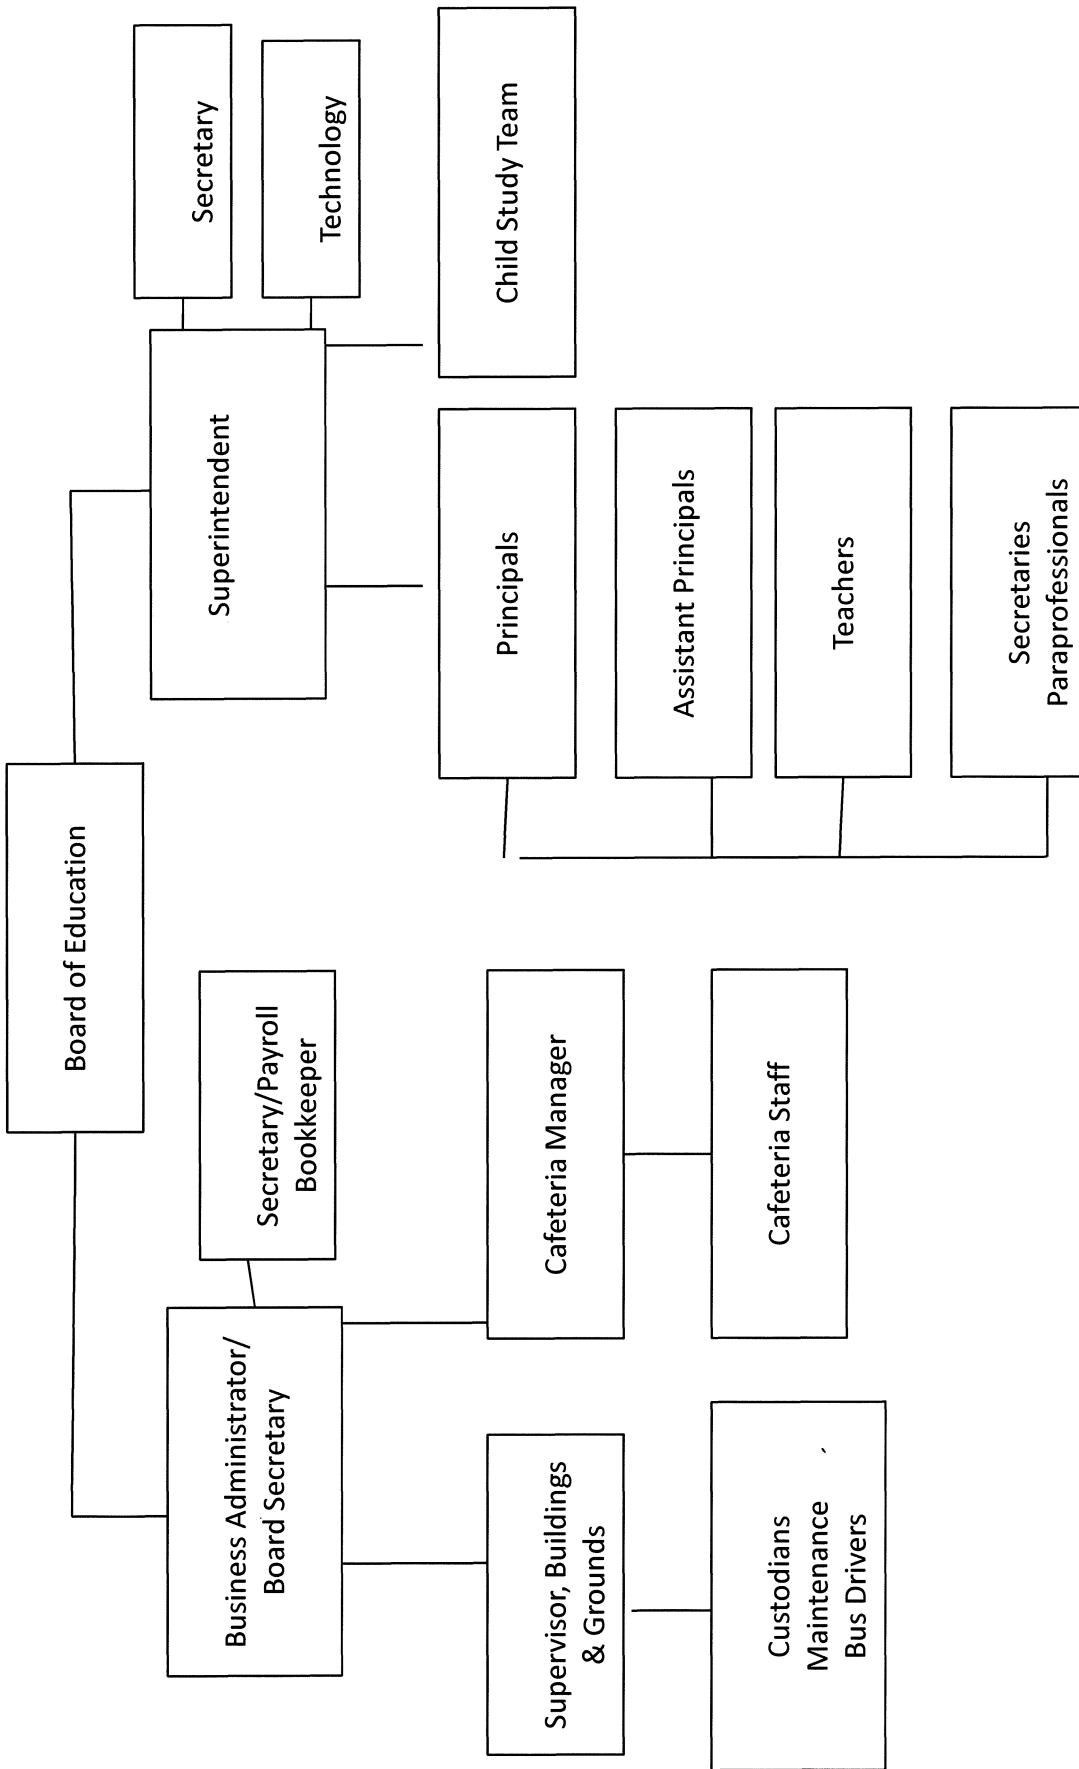 Board of Education
Business Administrator/
Board Secretary
Secretary/Payroll
Bookkeeper
Superintendent
Secretary
Technology
Supervisor, Buildings
& Grounds
Cafeteria Manager
Principals
Child Study Team
Custodians
Maintenance
Bus Drivers
Cafeteria Staff
Assistant Principals
Teachers
Secretaries
Paraprofessionals